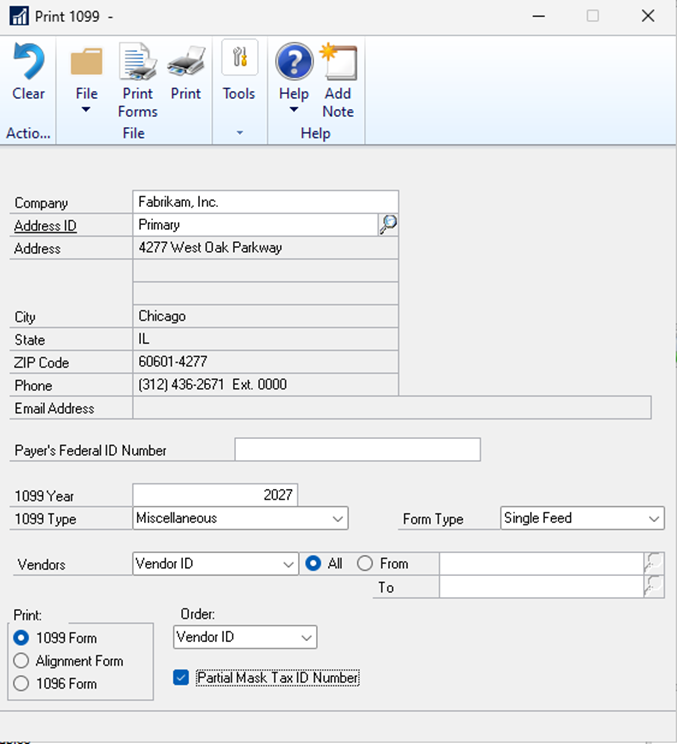 Print 1099 -
Clear
File
Print Forms
Print
Tools
Help
Add Note
Actio...
File
Help
Company Fabrikam, Inc.
Address ID Primary
Address 4277 West Oak Parkway
City Chicago
State IL
ZIP Code 60601-4277
Phone (312) 436-2671 Ext. 0000
Email Address
Payer's Federal ID Number
1099 Year 2027
1099 Type Miscellaneous Form Type Single Feed
Vendors Vendor ID All From
To
Print: Order:
1099 Form Vendor ID
Alignment Form
1096 Form Partial Mask Tax ID Number